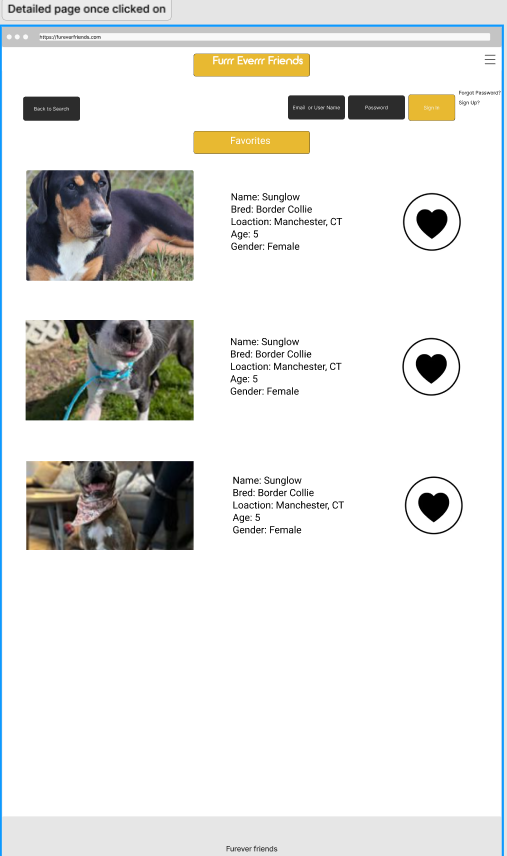 Detailed page once clicked on
https://fureverfriends.com
Furrr Everrr Friends
Forgot Password?
Back to Search
Email or User Name
Password
Sign In
Sign Up?
Favorites
Name: Sunglow
Bred: Border Collie
Loaction: Manchester, CT
Age: 5
Gender: Female
Name: Sunglow
Bred: Border Collie
Loaction: Manchester, CT
Age: 5
Gender: Female
Name: Sunglow
Bred: Border Collie
Loaction: Manchester, CT
Age: 5
Gender: Female
Furever friends